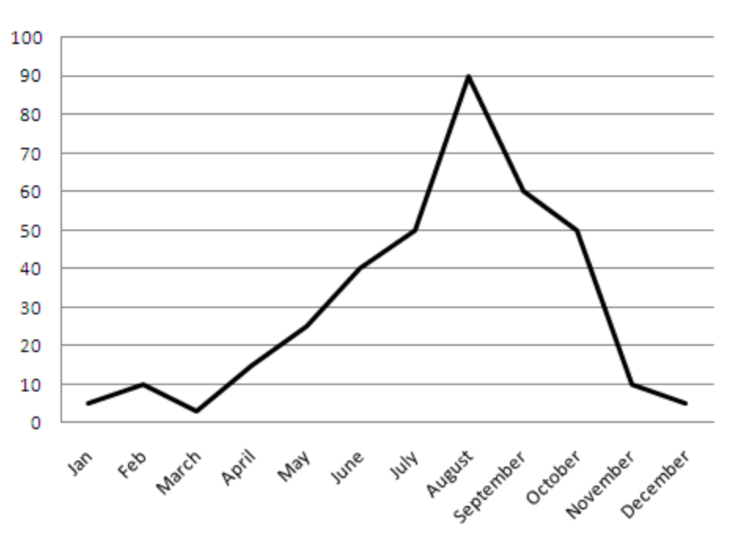 100
90
80
70
60
50
40
30
20
10
0
Jan
Feb
March
April
May
June
July
August
September
October
November
December